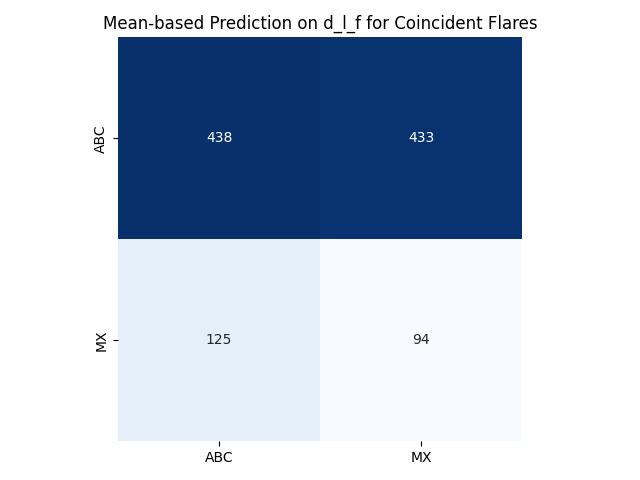 Mean-based Prediction on d_l_f for Coincident Flares
ABC
438
433
MX
125
94
ABC
MX